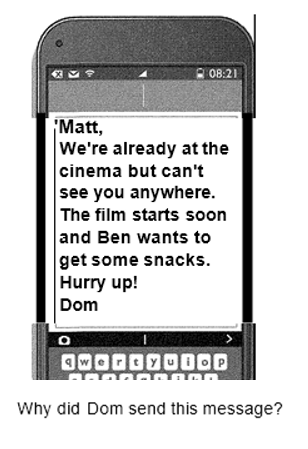 08:21
'Matt,
We're already at the
cinema but can't
see you anywhere.
The film starts soon
and Ben wants to
get some snacks.
Hurry up!
Dom
q w e r t y u i o p
Why did Dom send this message?